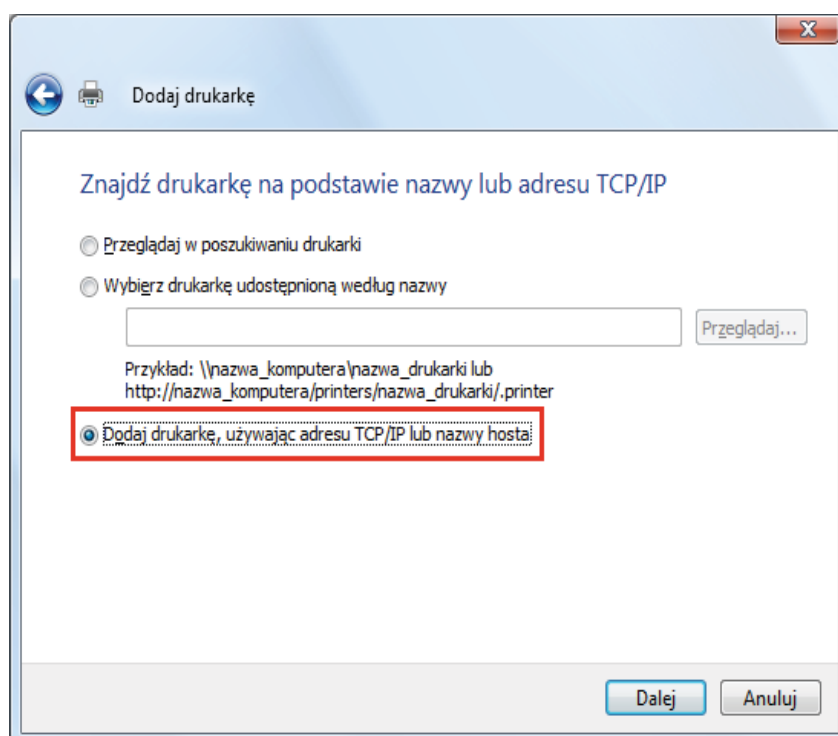 Dodaj drukarkę
Znajdź drukarkę na podstawie nazwy lub adresu TCP/IP
Przeglądaj w poszukiwaniu drukarki
Wybierz drukarkę udostępnioną według nazwy
Przeglądaj...
Przykład: \\nazwa_komputera\nazwa_drukarki lub
http://nazwa_komputera/printers/nazwa_drukarki/.printer
Dodaj drukarkę, używając adresu TCP/IP lub nazwy hosta
Dalej Anuluj